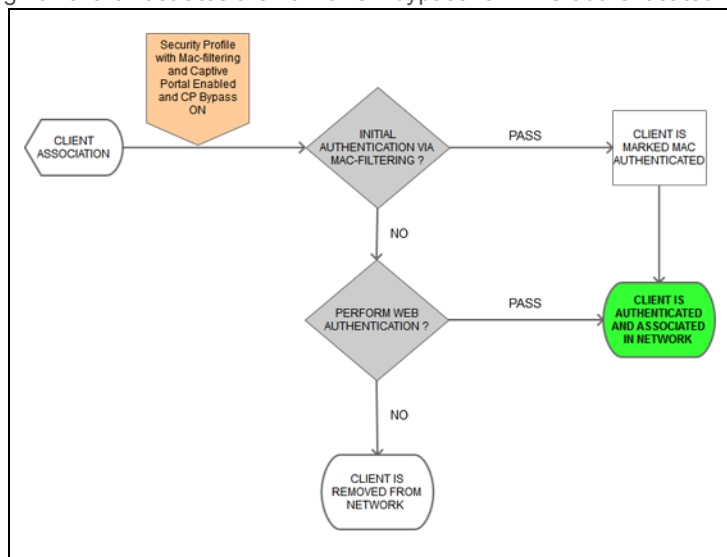 Security Profile
with Mac-filtering
and Captive
Portal Enabled
and CP Bypass
ON
CLIENT
ASSOCIATION
INITIAL
AUTHENTICATION VIA
MAC-FILTERING ?
PASS
CLIENT IS
MARKED MAC
AUTHENTICATED
NO
PERFORM WEB
AUTHENTICATION ?
PASS
CLIENT IS
AUTHENTICATED
AND ASSOCIATED
IN NETWORK
NO
CLIENT IS
REMOVED FROM
NETWORK